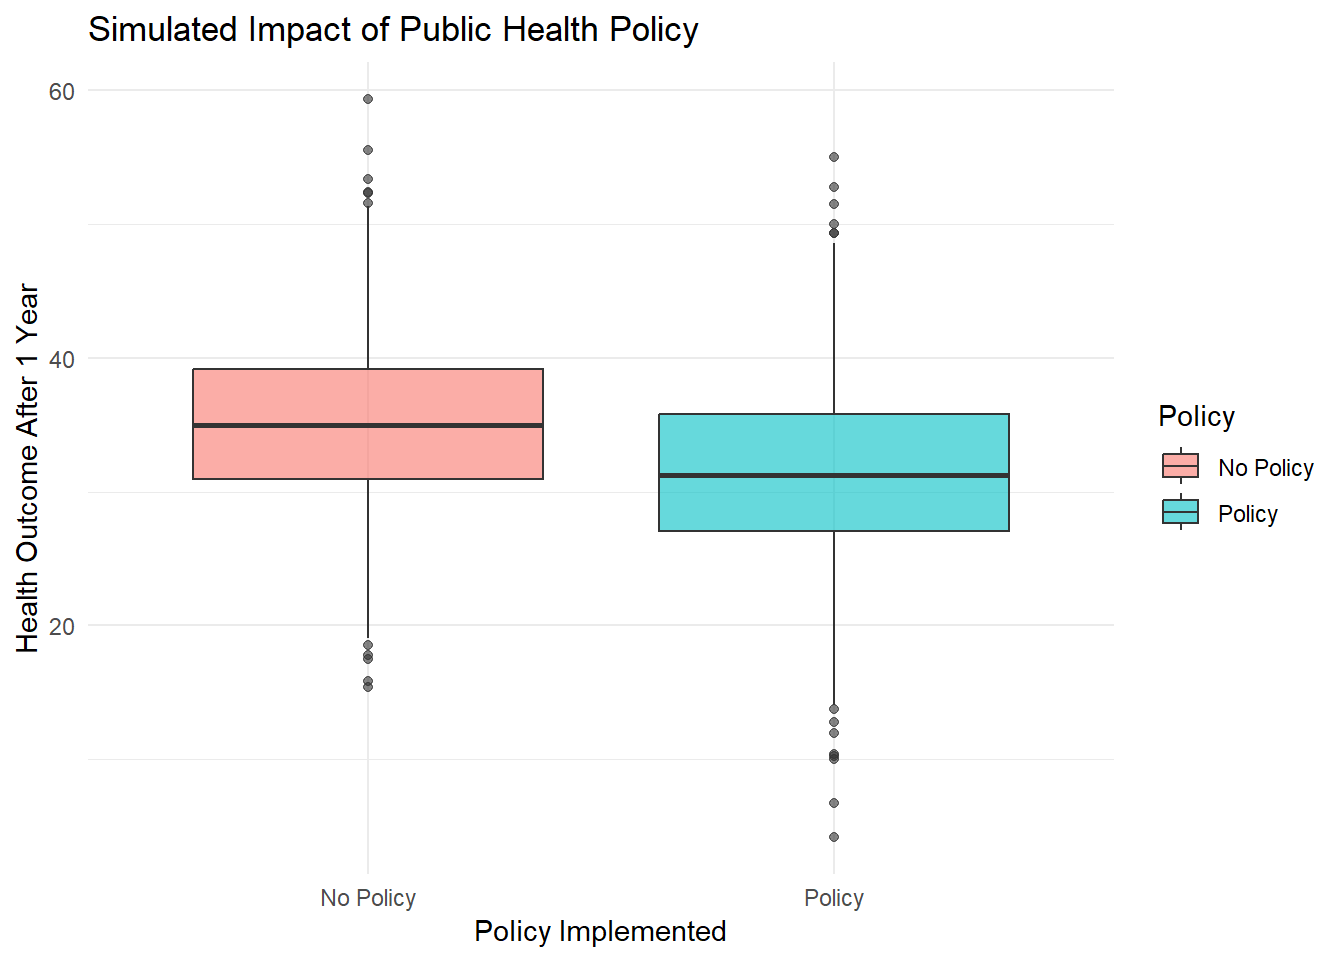 Simulated Impact of Public Health Policy
60
40
20
Health Outcome After 1 Year
No Policy
Policy
Policy Implemented
Policy
No Policy
Policy